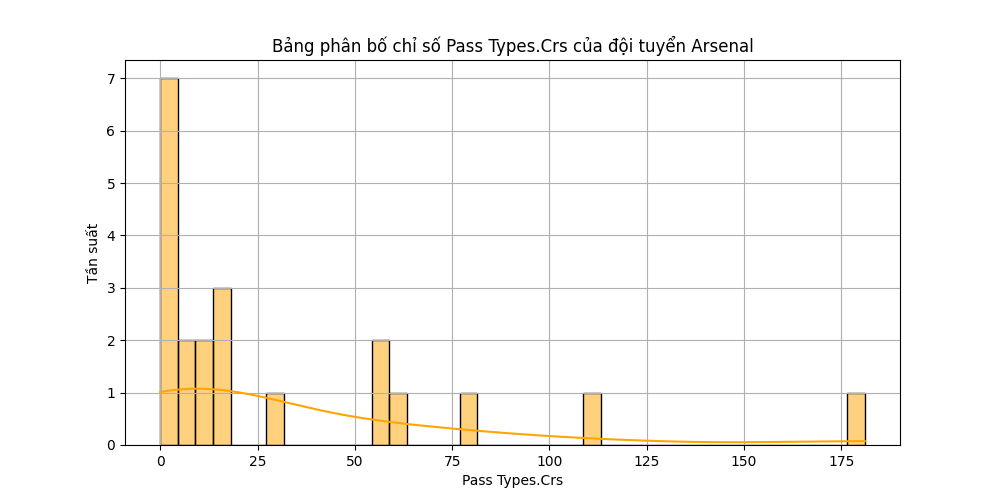 Bảng phân bố chỉ số Pass Types.Crs của đội tuyển Arsenal
Tần suất
7
6
5
4
3
2
1
0
0 25 50 75 100 125 150 175
Pass Types.Crs